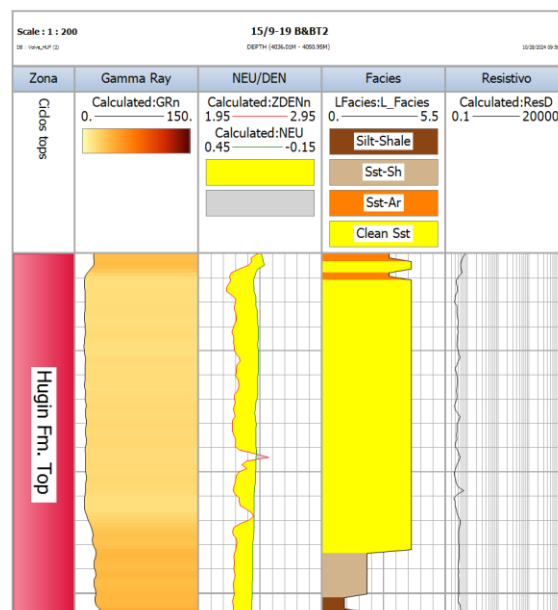 Scale : 1 : 200
15/9-19 B&BT2
DB : Volve_HUF (2)
DEPTH (4036.01M - 4050.95M)
Zona
Gamma Ray
NEU/DEN
Facies
Resistivo
Ciclos tops
Calculated:GRn
0. 150.
Calculated:ZDENn
1.95 2.95
Calculated:NEU
0.45 -0.15
LFacies:L_Facies
0. 5.5
Silt-Shale
Sst-Sh
Sst-Ar
Clean Sst
Calculated:ResD
0.1 20000
Hugin Fm. Top